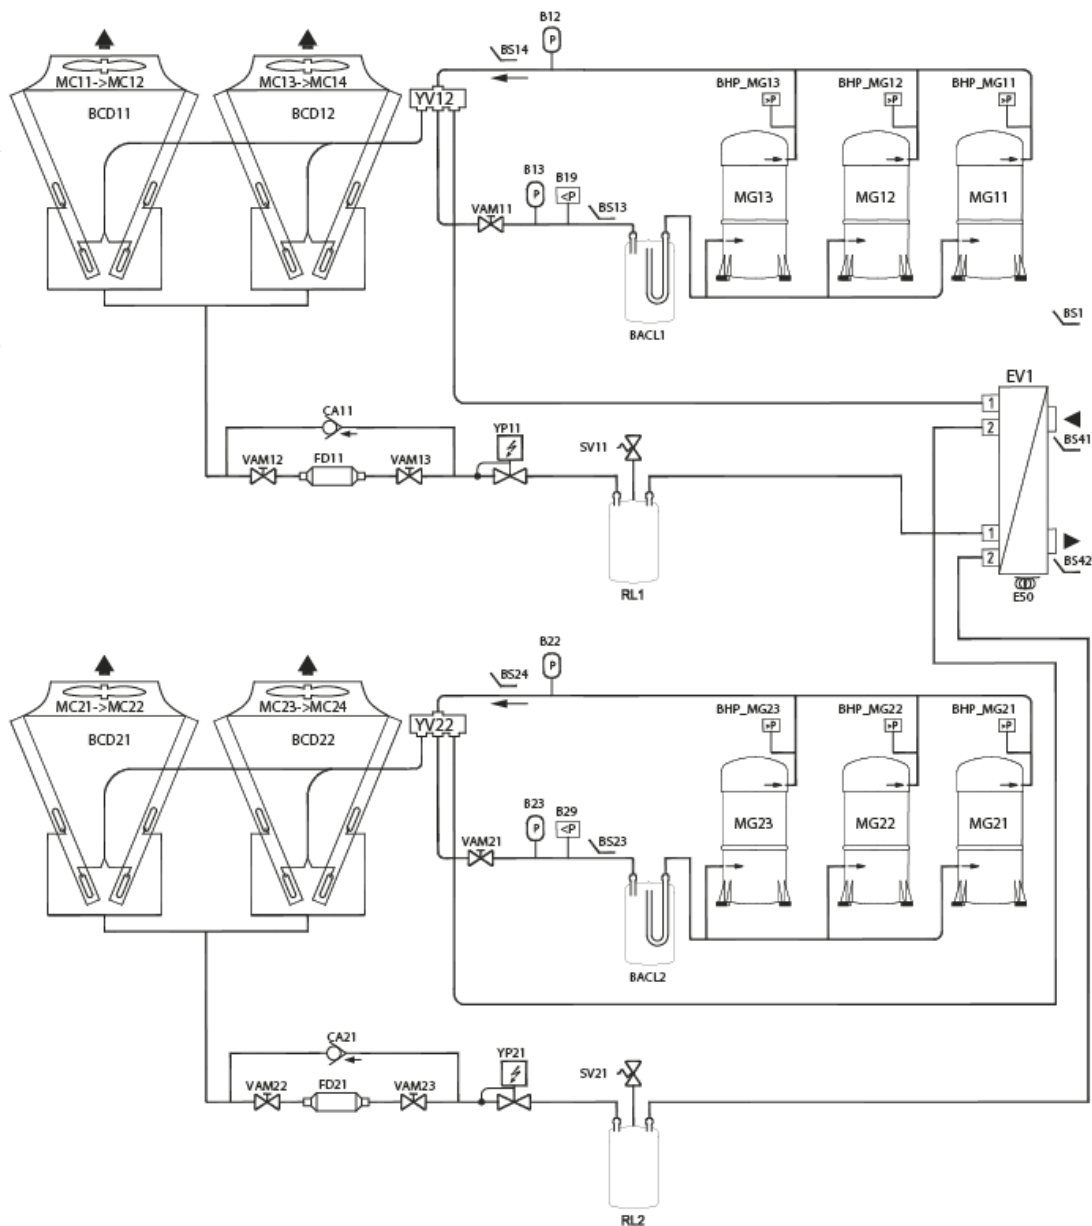 B12
P
BS14
MC11->MC12
MC13->MC14
BHP_MG13
BHP_MG12
BHP_MG11
>P
>P
>P
YV12
BCD11
BCD12
B13
B19
P
<P
VAM11
BS13
MG13
MG12
MG11
BACL1
BS1
EV1
1
2
BS41
CA11
YP11
SV11
VAM12
FD11
VAM13
1
2
BS42
E50
RL1
B22
P
BS24
MC21->MC22
MC23->MC24
BHP_MG23
BHP_MG22
BHP_MG21
>P
>P
>P
YV22
BCD21
BCD22
B23
B29
P
<P
VAM21
BS23
MG23
MG22
MG21
BACL2
CA21
YP21
SV21
VAM22
FD21
VAM23
RL2